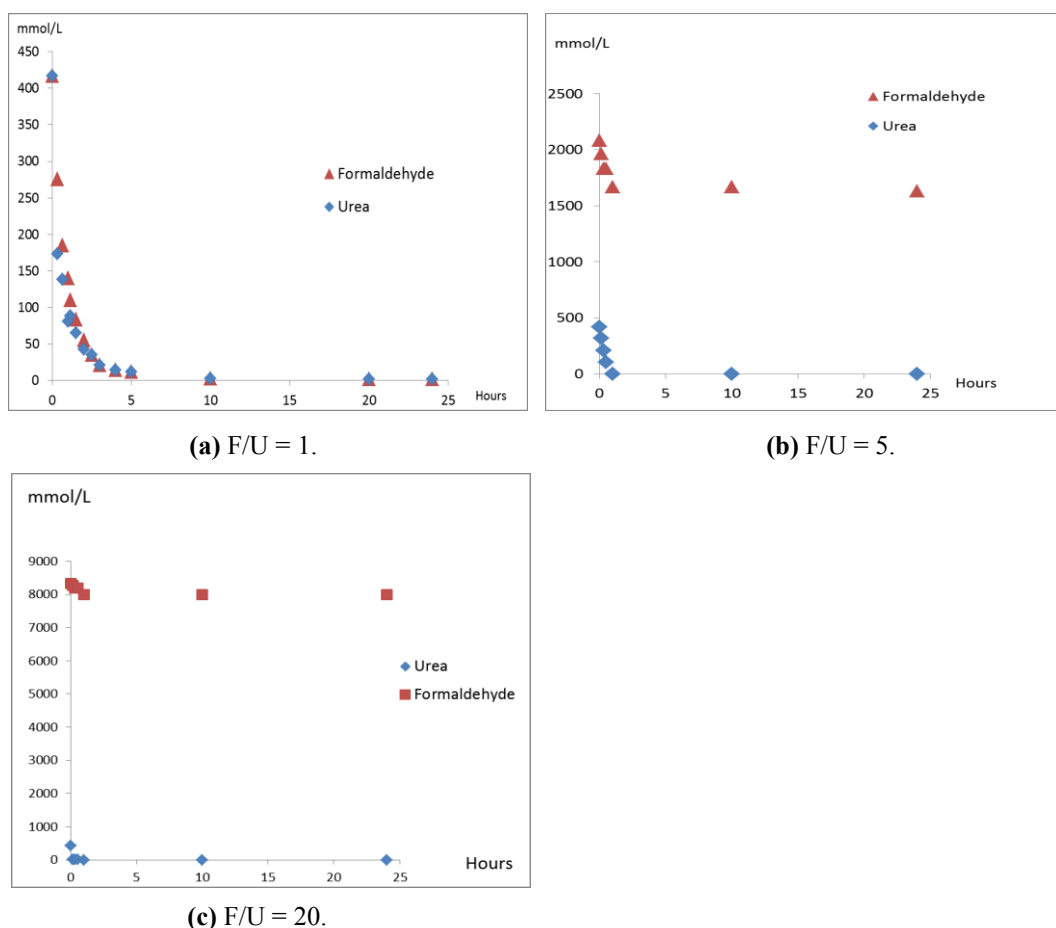 mmol/L
450
400
350
300
250
200
150
100
50
0
Formaldehyde
Urea
0 5 10 15 20 25 Hours
(a) F/U = 1.
mmol/L
2500
2000
1500
1000
500
0
Formaldehyde
Urea
0 5 10 15 20 25 Hours
(b) F/U = 5.
mmol/L
9000
8000
7000
6000
5000
4000
3000
2000
1000
0
Urea
Formaldehyde
0 5 10 15 20 25 Hours
(c) F/U = 20.